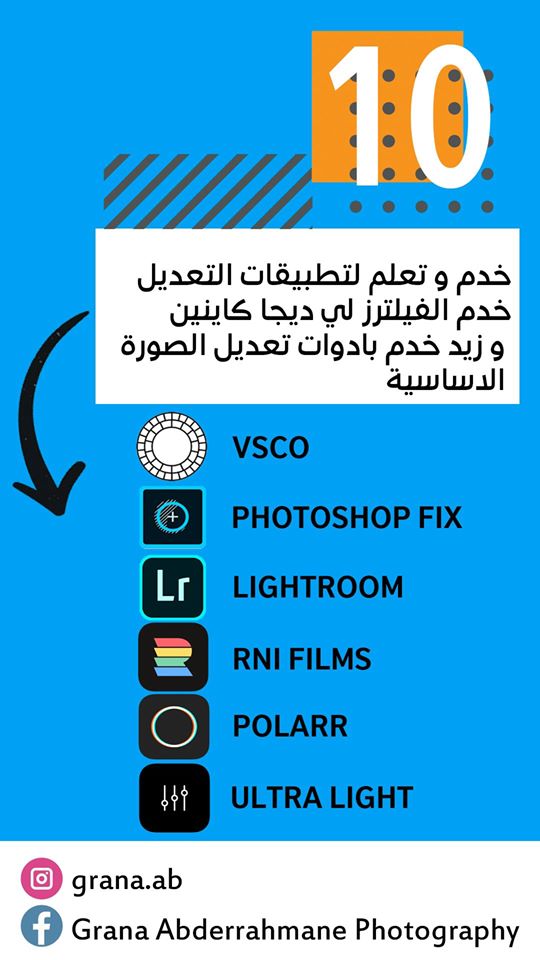 10
خدم و تعلم لتطبيقات التعديل
خدم الفيلترز لي ديجا كاينين
و زيد خدم بادوات تعديل الصورة
الاساسية
VSCO
PHOTOSHOP FIX
Lr
LIGHTROOM
RNI FILMS
POLARR
ULTRA LIGHT
grana.ab
Grana Abderrahmane Photography